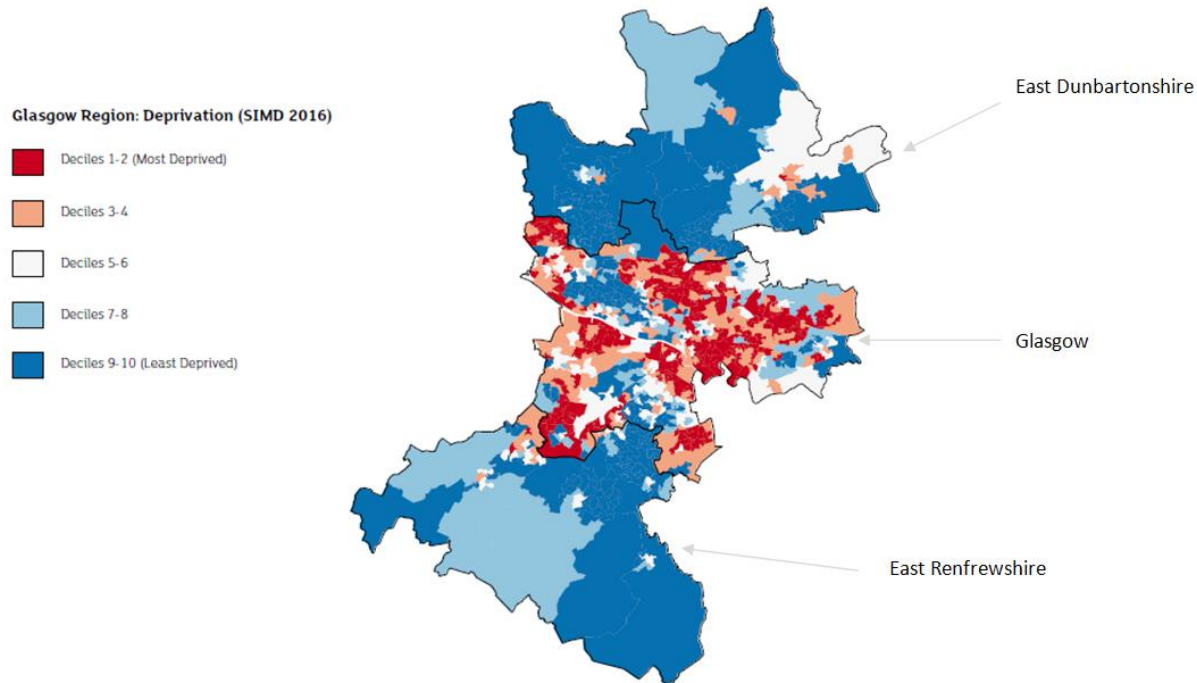 Glasgow Region: Deprivation (SIMD 2016)
Deciles 1-2 (Most Deprived)
Deciles 3-4
Deciles 5-6
Deciles 7-8
Deciles 9-10 (Least Deprived)
East Dunbartonshire
Glasgow
East Renfrewshire